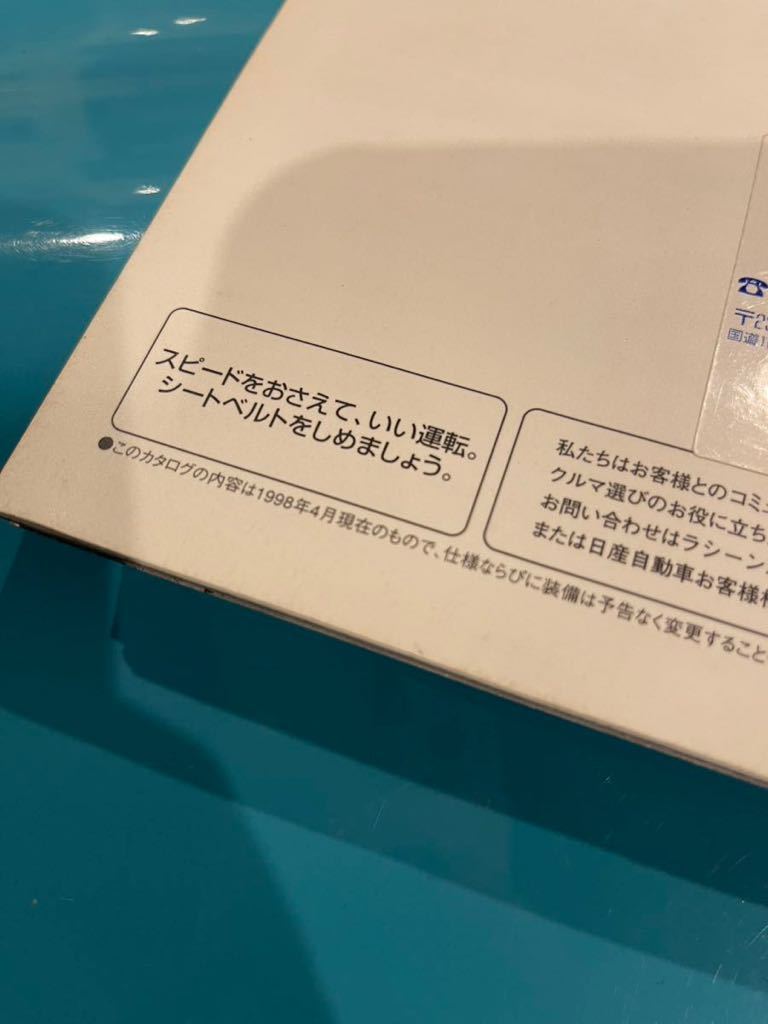 スピードをおさえて、いい運転。
シートベルトをしめましょう。
私たちはお客様とのコミ
クルマ選びのお役に立ち
お問い合わせはラシーン
または日産自動車お客様
●このカタログの内容は1998年4月現在のもので、仕様ならびに装備は予告なく変更すること
☎
〒23
国道1